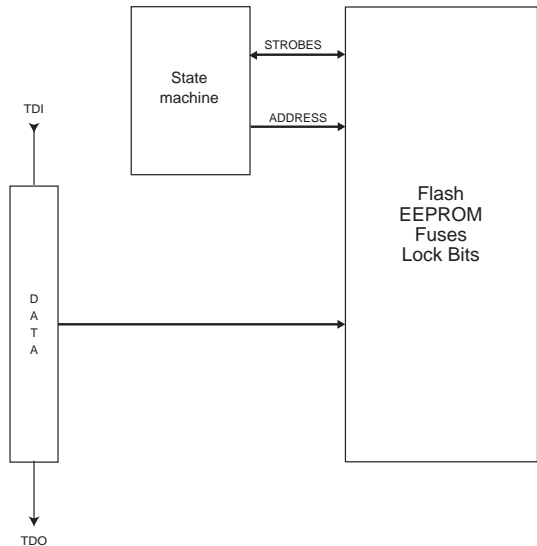 STROBES
State
machine
ADDRESS
TDI
Flash
EEPROM
Fuses
Lock Bits
D
A
T
A
TDO